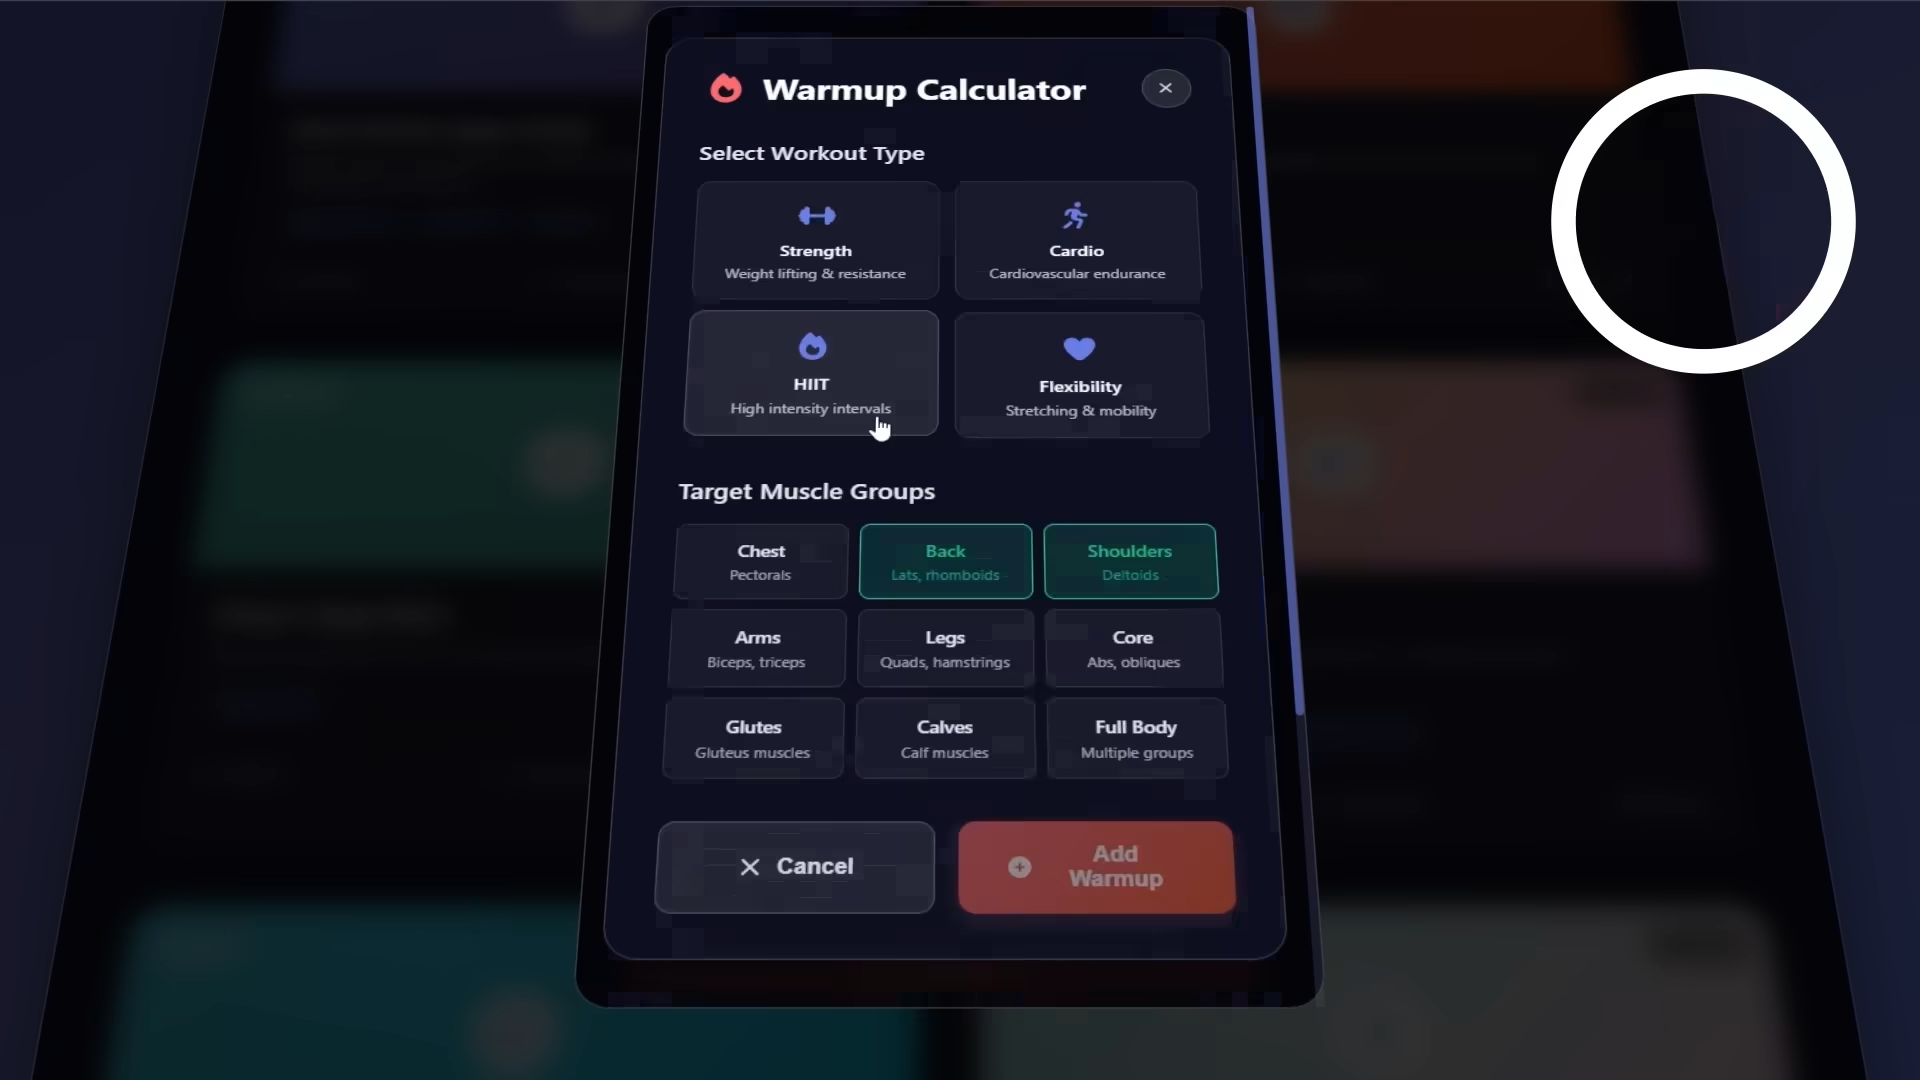 Warmup Calculator
Select Workout Type
Strength
Weight lifting & resistance
Cardio
Cardiovascular endurance
HIIT
High intensity intervals
Flexibility
Stretching & mobility
Target Muscle Groups
Chest
Pectorals
Back
Lats, rhomboids
Shoulders
Deltoids
Arms
Biceps, triceps
Legs
Quads, hamstrings
Core
Abs, obliques
Glutes
Gluteus muscles
Calves
Calf muscles
Full Body
Multiple groups
Cancel
Add
Warmup